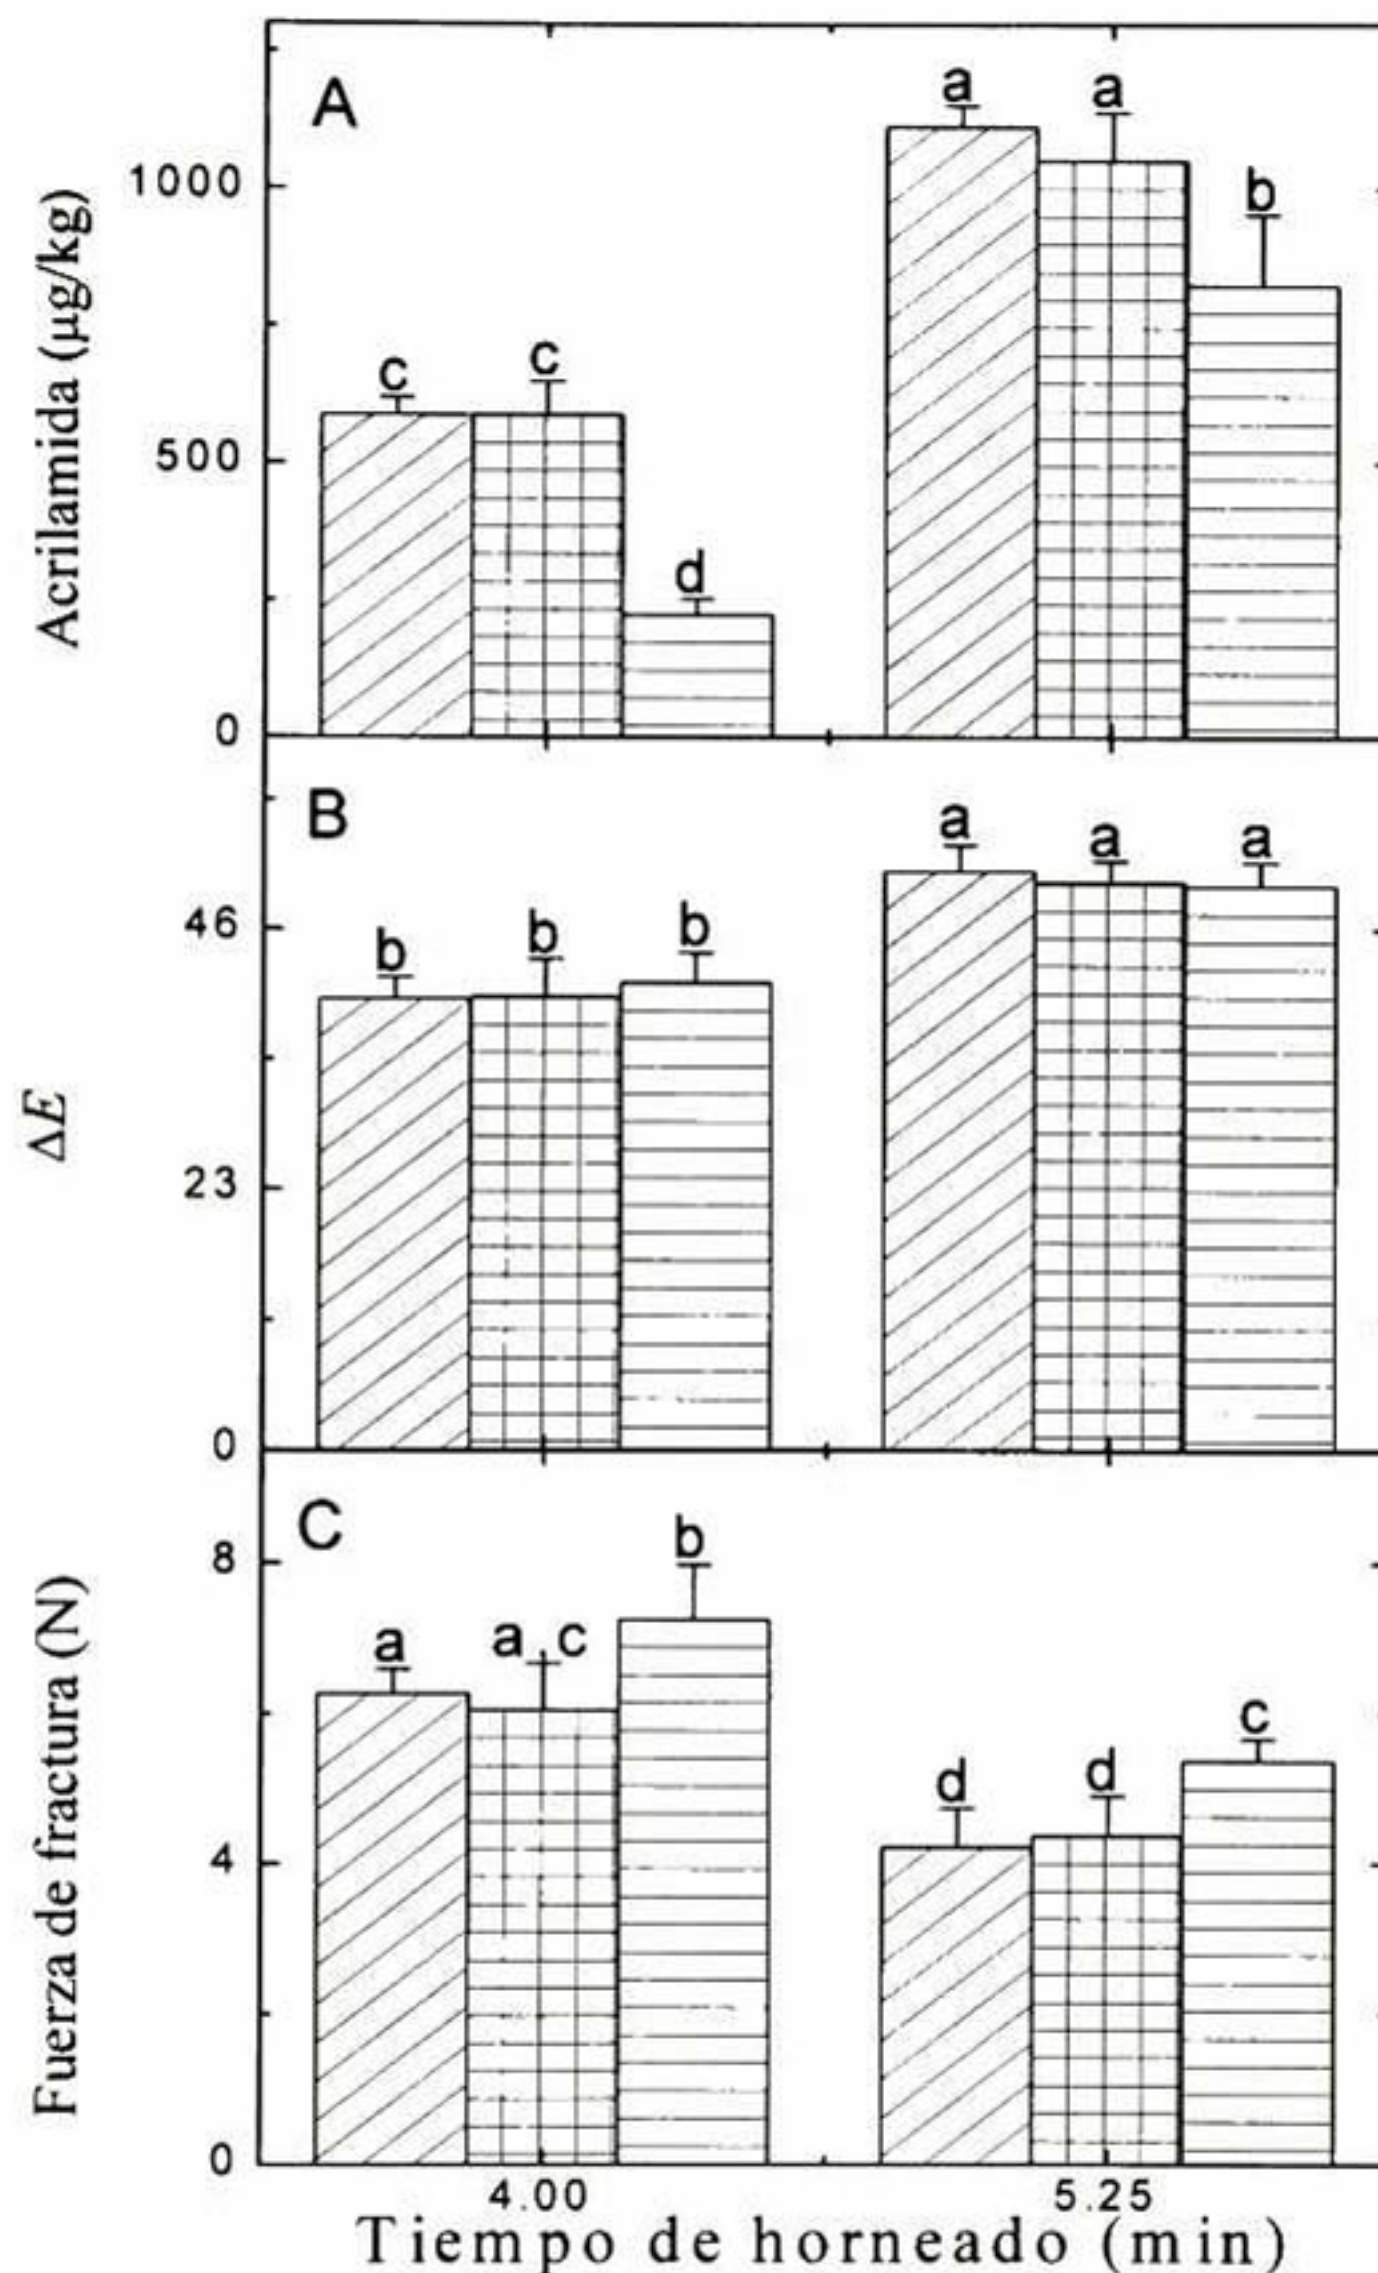 A
a a
1000
b
Acrilamida (µg/kg)
c c
500
d
0
B
a a a
46
b b b
ΔE
23
0
C
8
b
a a c
Fuerza de fractura (N)
c
d d
4
0
4.00 5.25
Tiempo de horneado (min)